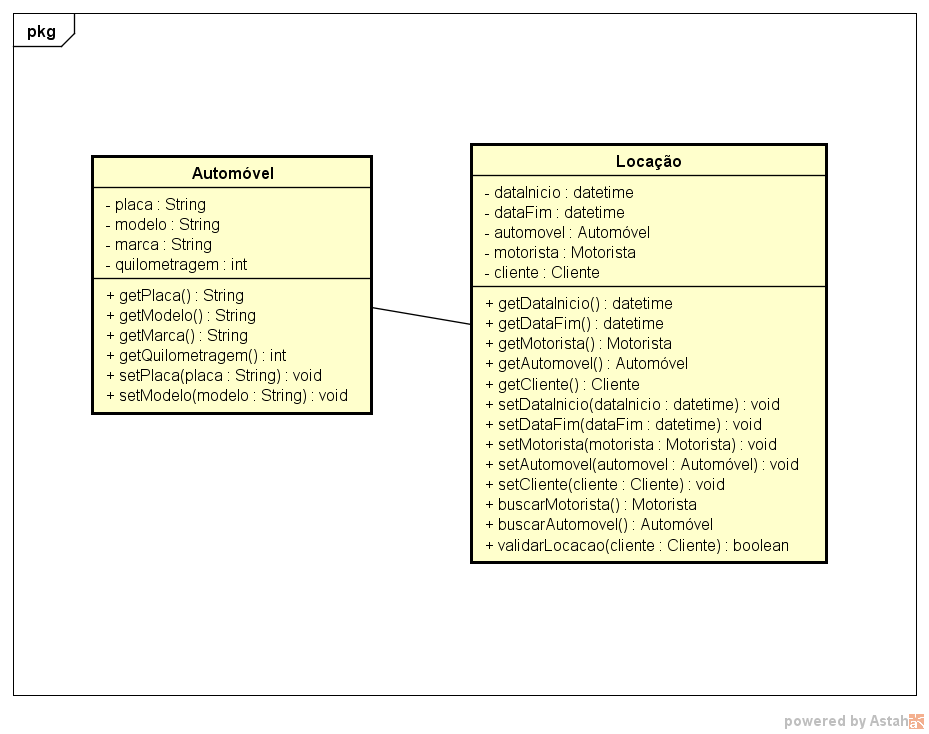 pkg
Automóvel
- placa : String
- modelo : String
- marca : String
- quilometragem : int
+ getPlaca() : String
+ getModelo() : String
+ getMarca() : String
+ getQuilometragem() : int
+ setPlaca(placa : String) : void
+ setModelo(modelo : String) : void
Locação
- dataInicio : datetime
- dataFim : datetime
- automovel : Automóvel
- motorista : Motorista
- cliente : Cliente
+ getDataInicio() : datetime
+ getDataFim() : datetime
+ getMotorista() : Motorista
+ getAutomovel() : Automóvel
+ getCliente() : Cliente
+ setDataInicio(dataInicio : datetime) : void
+ setDataFim(dataFim : datetime) : void
+ setMotorista(motorista : Motorista) : void
+ setAutomovel(automovel : Automóvel) : void
+ setCliente(cliente : Cliente) : void
+ buscarMotorista() : Motorista
+ buscarAutomovel() : Automóvel
+ validarLocacao(cliente : Cliente) : boolean
powered by Astah